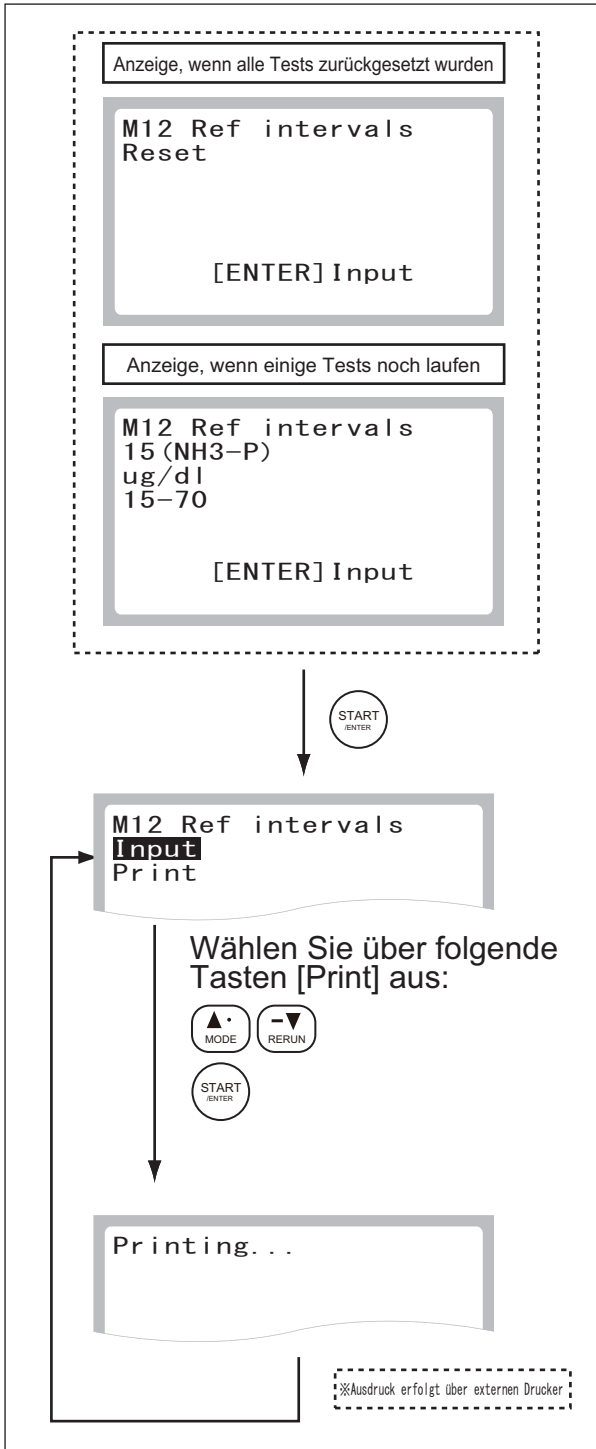 Anzeige, wenn alle Tests zurückgesetzt wurden
M12 Ref intervals
Reset
[ENTER] Input
Anzeige, wenn einige Tests noch laufen
M12 Ref intervals
15(NH3-P)
ug/dl
15-70
[ENTER] Input
START
/ENTER
M12 Ref intervals
Input
Print
Wählen Sie über folgende
Tasten [Print] aus:
▲· −▼
MODE RERUN
START
/ENTER
Printing...
※Ausdruck erfolgt über externen Drucker